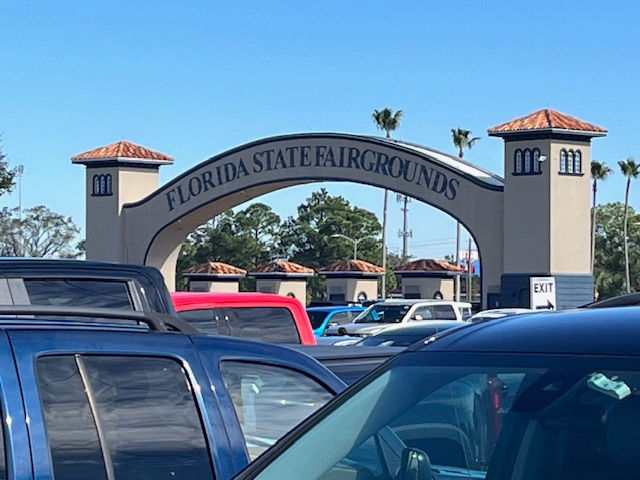 FLORIDA STATE FAIRGROUNDS
EXIT